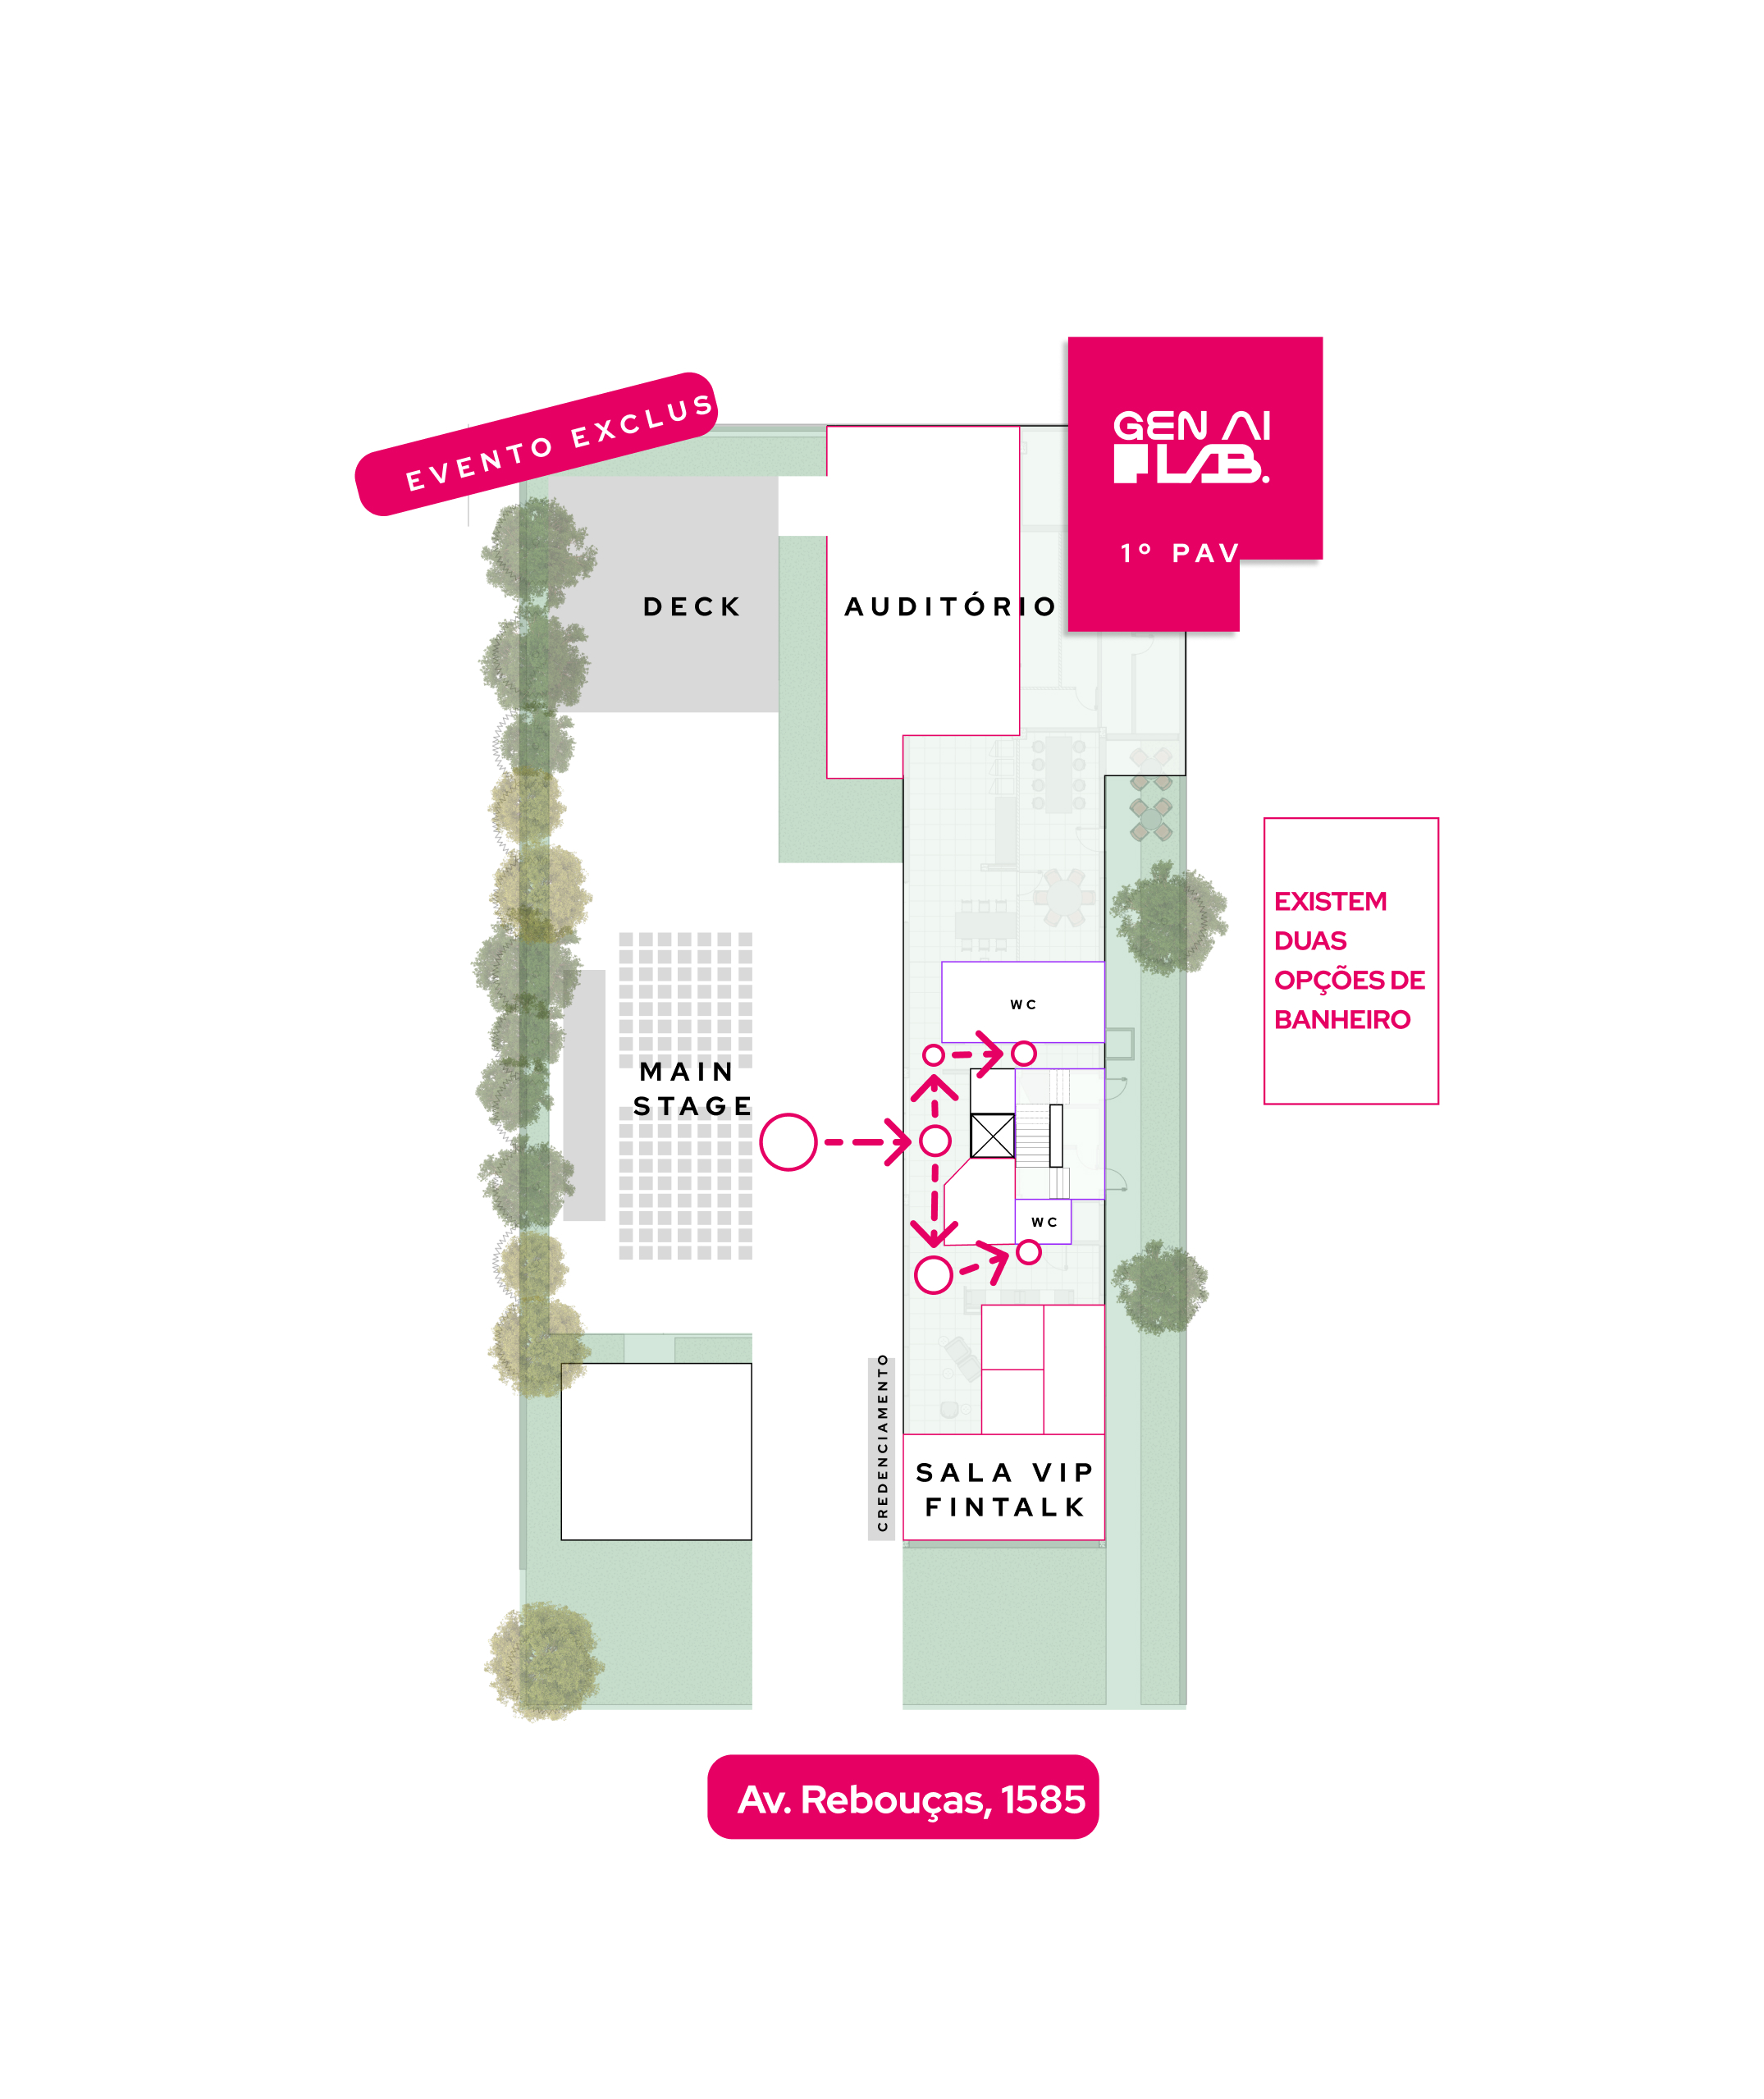 EVENTO EXCLUS
GEN AI
LAB.
1º PAV
DECK
AUDITÓRIO
EXISTEM
DUAS
OPÇÕES DE
BANHEIRO
WC
MAIN
STAGE
WC
CREDENCIAMENTO
SALA VIP
FINTALK
Av. Rebouças, 1585